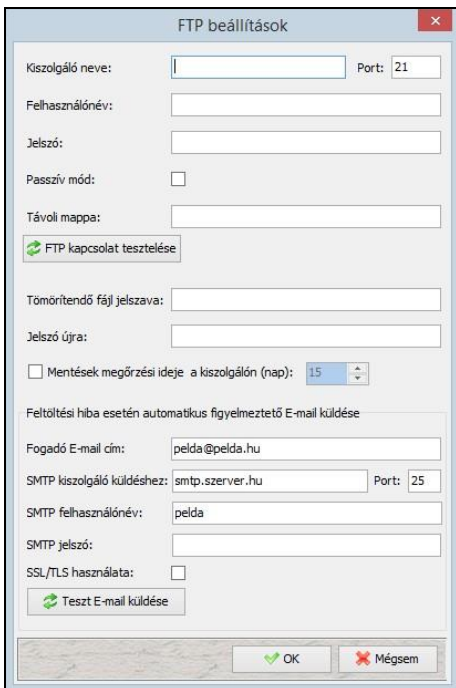 FTP beállítások
Kiszolgáló neve: Port: 21
Felhasználónév:
Jelszó:
Passzív mód:
Távoli mappa:
FTP kapcsolat tesztelése
Tömörítendő fájl jelszava:
Jelszó újra:
Mentések megőrzési ideje a kiszolgálón (nap): 15
Feltöltési hiba esetén automatikus figyelmeztető E-mail küldése
Fogadó E-mail cím: pelda@pelda.hu
SMTP kiszolgáló küldéshez: smtp.szerver.hu Port: 25
SMTP felhasználónév: pelda
SMTP jelszó:
SSL/TLS használata:
Teszt E-mail küldése
OK Mégsem